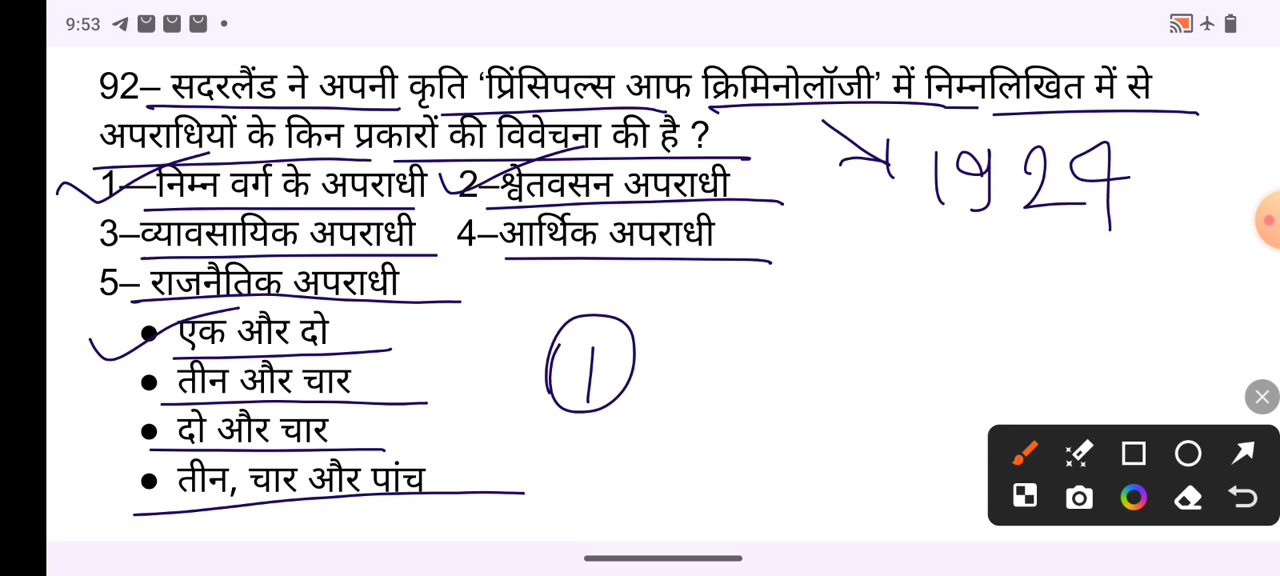 9:53
92– सदरलैंड ने अपनी कृति ‘प्रिंसिपल्स आफ क्रिमिनोलॉजी’ में निम्नलिखित में से
अपराधियों के किन प्रकारों की विवेचना की है ?
1–निम्न वर्ग के अपराधी 2–श्वेतवसन अपराधी
3–व्यावसायिक अपराधी 4–आर्थिक अपराधी
5– राजनैतिक अपराधी
1924
● एक और दो
● तीन और चार
● दो और चार
● तीन, चार और पांच
1